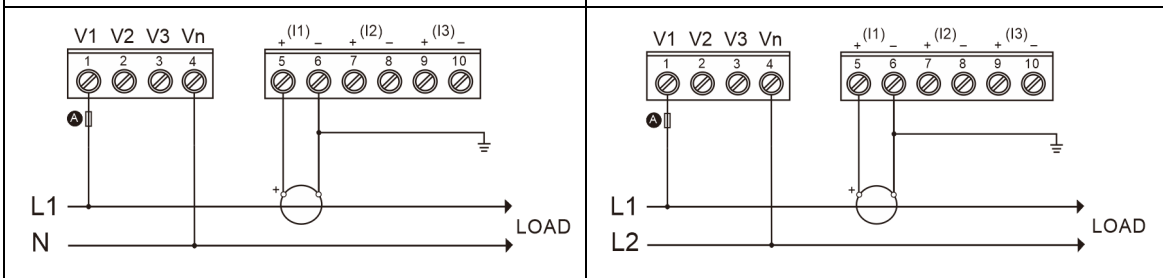 V1 V2 V3 Vn
+ (I1) − + (I2) − + (I3) −
1 2 3 4 5 6 7 8 9 10
A
+
L1
LOAD
N
V1 V2 V3 Vn
+ (I1) − + (I2) − + (I3) −
1 2 3 4 5 6 7 8 9 10
A
+
L1
LOAD
L2